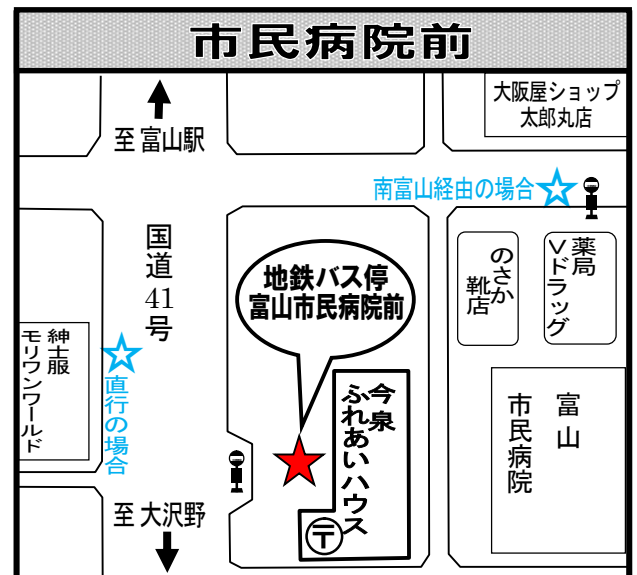 市民病院前
至 富山駅
大阪屋ショップ
太郎丸店
南富山経由の場合
国道41号
地鉄バス停
富山市民病院前
のさか
靴店
薬局
Vドラッグ
紳士服
モリワンワールド
直行の場合
今泉
ふれあいハウス
〒
富山
市民病院
至 大沢野